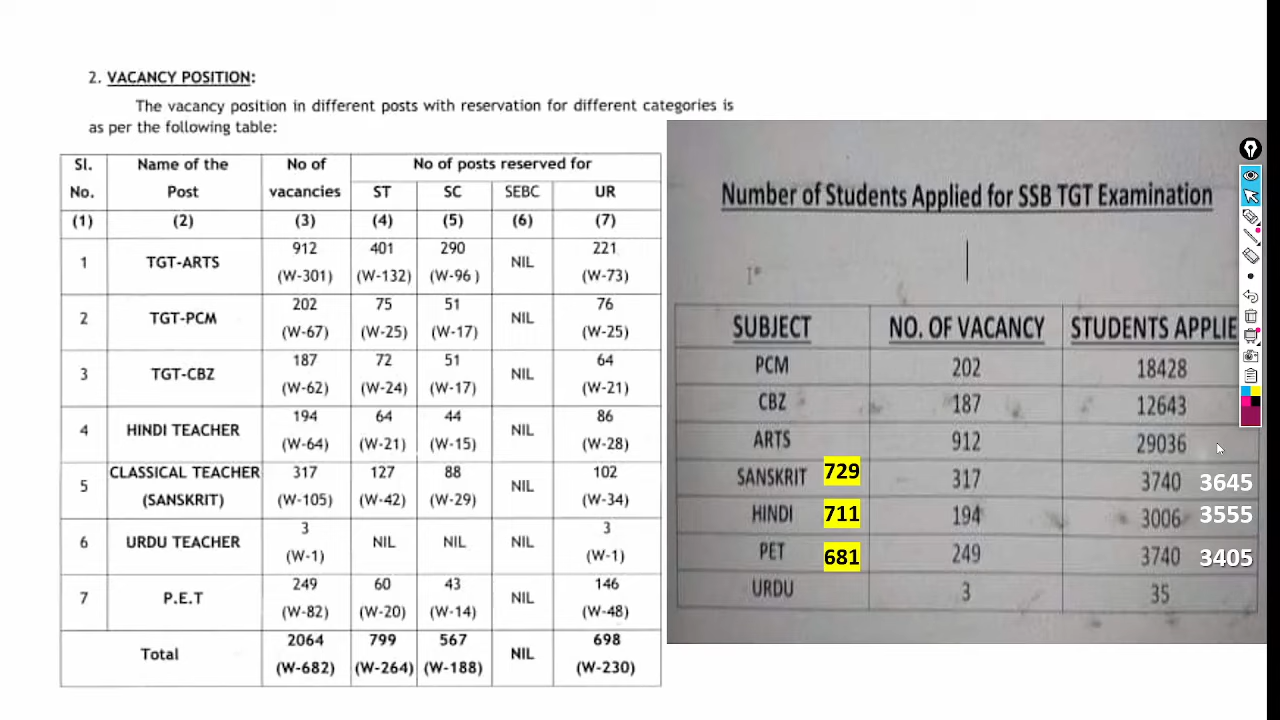 2. VACANCY POSITION:
The vacancy position in different posts with reservation for different categories is
as per the following table:
Sl. No. Name of the Post No of vacancies No of posts reserved for
ST SC SEBC UR
(1) (2) (3) (4) (5) (6) (7)
1 TGT-ARTS 912 (W-301) 401 (W-132) 290 (W-96 ) NIL 221 (W-73)
2 TGT-PCM 202 (W-67) 75 (W-25) 51 (W-17) NIL 76 (W-25)
3 TGT-CBZ 187 (W-62) 72 (W-24) 51 (W-17) NIL 64 (W-21)
4 HINDI TEACHER 194 (W-64) 64 (W-21) 44 (W-15) NIL 86 (W-28)
5 CLASSICAL TEACHER (SANSKRIT) 317 (W-105) 127 (W-42) 88 (W-29) NIL 102 (W-34)
6 URDU TEACHER 3 (W-1) NIL NIL NIL 3 (W-1)
7 P.E.T 249 (W-82) 60 (W-20) 43 (W-14) NIL 146 (W-48)
Total 2064 (W-682) 799 (W-264) 567 (W-188) NIL 698 (W-230)
Number of Students Applied for SSB TGT Examination
SUBJECT NO. OF VACANCY STUDENTS APPLIE
PCM 202 18428
CBZ 187 12643
ARTS 912 29036
SANSKRIT 729 317 3740 3645
HINDI 711 194 3006 3555
PET 681 249 3740 3405
URDU 3 35